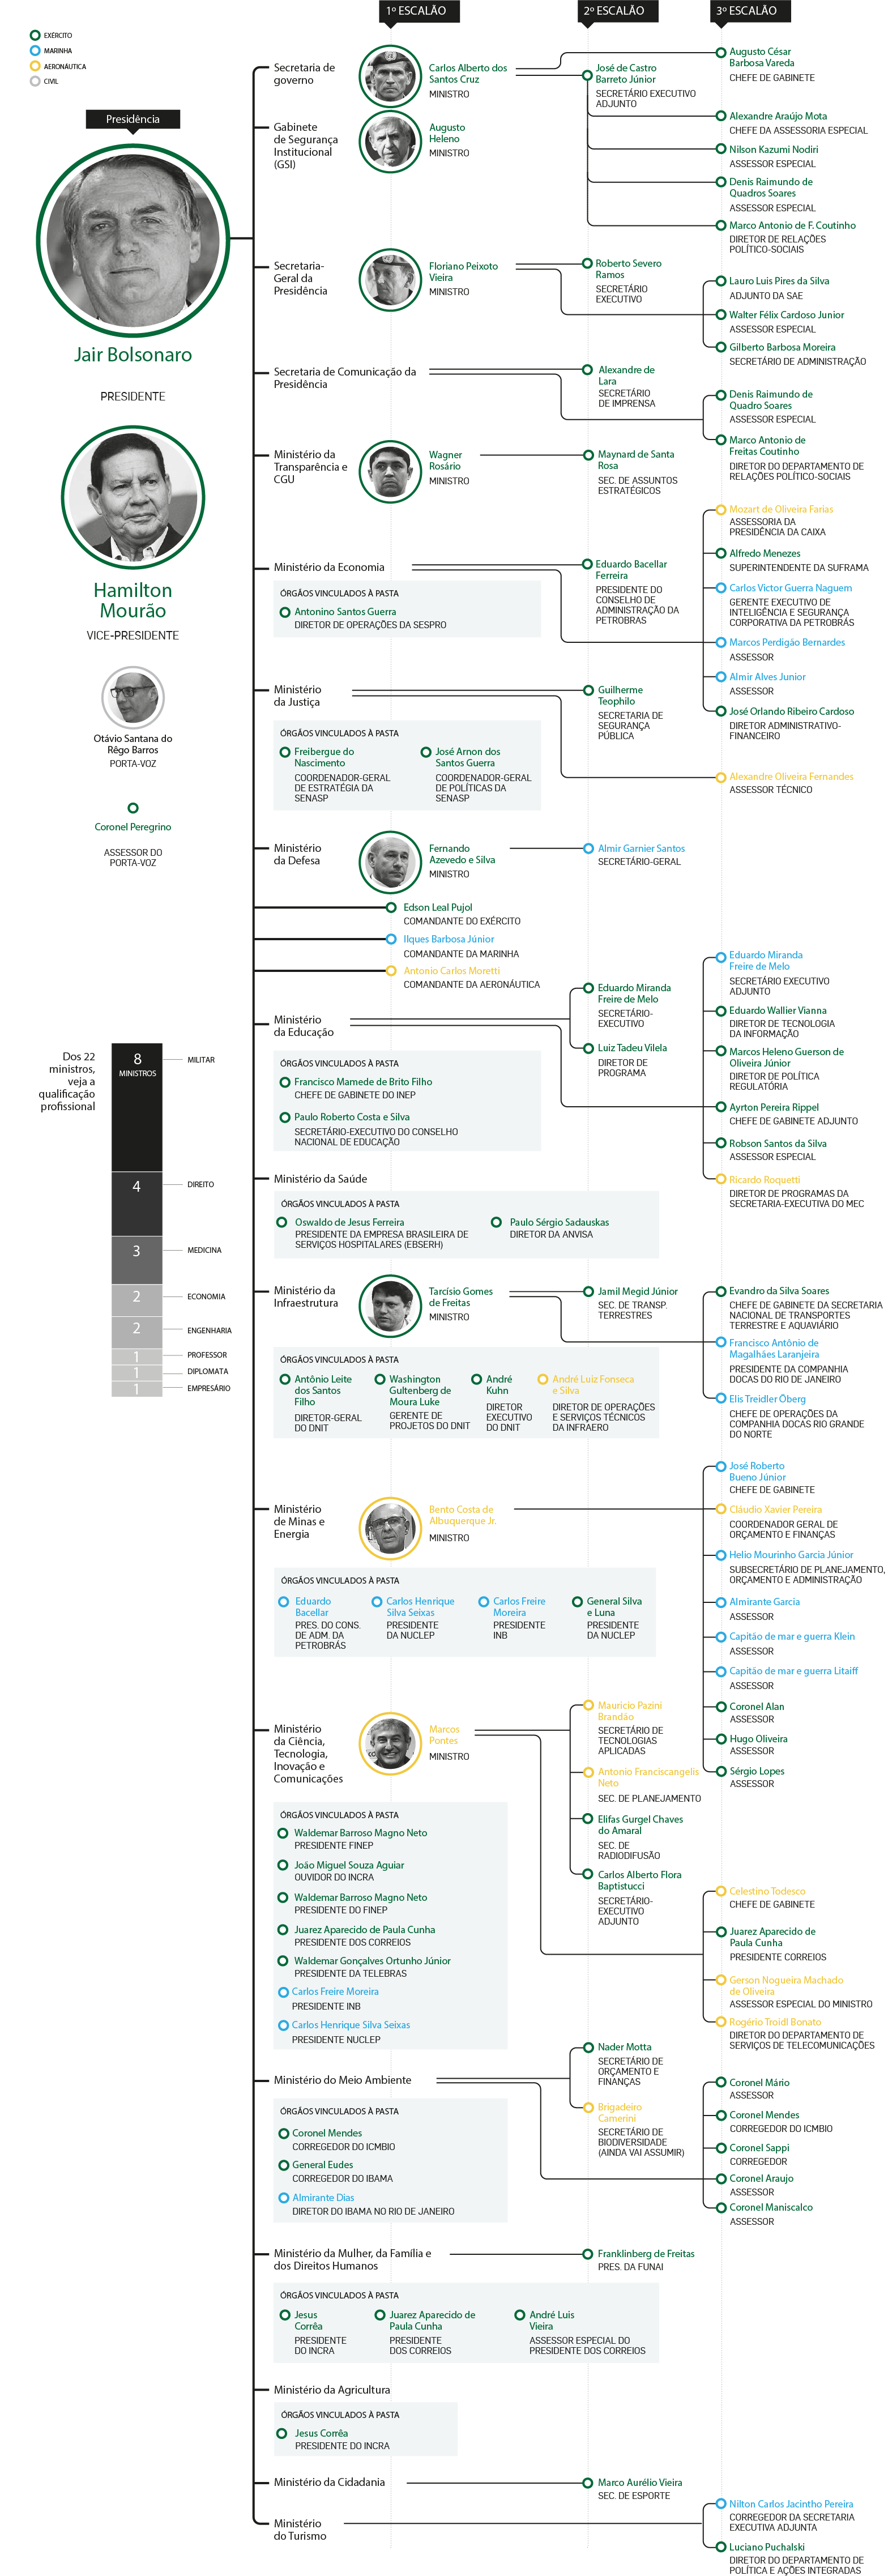 1º ESCALÃO
2º ESCALÃO
3º ESCALÃO
EXÉRCITO
MARINHA
AERONÁUTICA
CIVIL
Presidência
Jair Bolsonaro
PRESIDENTE
Hamilton
Mourão
VICE-PRESIDENTE
Otávio Santana do
Rêgo Barros
PORTA-VOZ
Coronel Peregrino
ASSESSOR DO
PORTA-VOZ
Dos 22
ministros,
veja a
qualificação
profissional
8
MINISTROS
MILITAR
4
DIREITO
3
MEDICINA
2
ECONOMIA
2
ENGENHARIA
1
PROFESSOR
1
DIPLOMATA
1
EMPRESÁRIO
Secretaria de
governo
Carlos Alberto dos
Santos Cruz
MINISTRO
José de Castro
Barreto Júnior
SECRETÁRIO EXECUTIVO
ADJUNTO
Augusto César
Barbosa Vareda
CHEFE DE GABINETE
Alexandre Araújo Mota
CHEFE DA ASSESSORIA ESPECIAL
Nilson Kazumi Nodiri
ASSESSOR ESPECIAL
Denis Raimundo de
Quadros Soares
ASSESSOR ESPECIAL
Marco Antonio de F. Coutinho
DIRETOR DE RELAÇÕES
POLÍTICO-SOCIAIS
Gabinete
de Segurança
Institucional
(GSI)
Augusto
Heleno
MINISTRO
Secretaria-
Geral da
Presidência
Floriano Peixoto
Vieira
MINISTRO
Roberto Severo
Ramos
SECRETÁRIO
EXECUTIVO
Lauro Luis Pires da Silva
ADJUNTO DA SAE
Walter Félix Cardoso Junior
ASSESSOR ESPECIAL
Gilberto Barbosa Moreira
SECRETÁRIO DE ADMINISTRAÇÃO
Secretaria de Comunicação da
Presidência
Alexandre de
Lara
SECRETÁRIO
DE IMPRENSA
Denis Raimundo de
Quadro Soares
ASSESSOR ESPECIAL
Marco Antonio de
Freitas Coutinho
DIRETOR DO DEPARTAMENTO DE
RELAÇÕES POLÍTICO-SOCIAIS
Ministério da
Transparência e
CGU
Wagner
Rosário
MINISTRO
Maynard de Santa
Rosa
SEC. DE ASSUNTOS
ESTRATÉGICOS
Ministério da Economia
ÓRGÃOS VINCULADOS À PASTA
Antonino Santos Guerra
DIRETOR DE OPERAÇÕES DA SESPRO
Eduardo Bacellar
Ferreira
PRESIDENTE DO
CONSELHO DE
ADMINISTRAÇÃO DA
PETROBRAS
Mozart de Oliveira Farias
ASSESSORIA DA
PRESIDÊNCIA DA CAIXA
Alfredo Menezes
SUPERINTENDENTE DA SUFRAMA
Carlos Victor Guerra Naguem
GERENTE EXECUTIVO DE
INTELIGÊNCIA E SEGURANÇA
CORPORATIVA DA PETROBRÁS
Marcos Perdigão Bernardes
ASSESSOR
Almir Alves Junior
ASSESSOR
José Orlando Ribeiro Cardoso
DIRETOR ADMINISTRATIVO-
FINANCEIRO
Ministério
da Justiça
ÓRGÃOS VINCULADOS À PASTA
Freibergue do
Nascimento
COORDENADOR-GERAL
DE ESTRATÉGIA DA
SENASP
José Arnon dos
Santos Guerra
COORDENADOR-GERAL
DE POLÍTICAS DA
SENASP
Guilherme
Teophilo
SECRETARIA DE
SEGURANÇA
PÚBLICA
Alexandre Oliveira Fernandes
ASSESSOR TÉCNICO
Ministério
da Defesa
Fernando
Azevedo e Silva
MINISTRO
Almir Garnier Santos
SECRETÁRIO-GERAL
Edson Leal Pujol
COMANDANTE DO EXÉRCITO
Ilques Barbosa Júnior
COMANDANTE DA MARINHA
Antonio Carlos Moretti
COMANDANTE DA AERONÁUTICA
Ministério
da Educação
ÓRGÃOS VINCULADOS À PASTA
Francisco Mamede de Brito Filho
CHEFE DE GABINETE DO INEP
Paulo Roberto Costa e Silva
SECRETÁRIO-EXECUTIVO DO CONSELHO
NACIONAL DE EDUCAÇÃO
Eduardo Miranda
Freire de Melo
SECRETÁRIO-
EXECUTIVO
Luiz Tadeu Vilela
DIRETOR DE
PROGRAMA
Eduardo Miranda
Freire de Melo
SECRETÁRIO EXECUTIVO
ADJUNTO
Eduardo Wallier Vianna
DIRETOR DE TECNOLOGIA
DA INFORMAÇÃO
Marcos Heleno Guerson de
Oliveira Júnior
DIRETOR DE POLÍTICA
REGULATÓRIA
Ayrton Pereira Rippel
CHEFE DE GABINETE ADJUNTO
Robson Santos da Silva
ASSESSOR ESPECIAL
Ricardo Roquetti
DIRETOR DE PROGRAMAS DA
SECRETARIA-EXECUTIVA DO MEC
Ministério da Saúde
ÓRGÃOS VINCULADOS À PASTA
Oswaldo de Jesus Ferreira
PRESIDENTE DA EMPRESA BRASILEIRA DE
SERVIÇOS HOSPITALARES (EBSERH)
Paulo Sérgio Sadauskas
DIRETOR DA ANVISA
Ministério da
Infraestrutura
Tarcísio Gomes
de Freitas
MINISTRO
Jamil Megid Júnior
SEC. DE TRANSP.
TERRESTRES
Evandro da Silva Soares
CHEFE DE GABINETE DA SECRETARIA
NACIONAL DE TRANSPORTES
TERRESTRE E AQUAVIÁRIO
Francisco Antônio de
Magalhães Laranjeira
PRESIDENTE DA COMPANHIA
DOCAS DO RIO DE JANEIRO
Elis Treidler Öberg
CHEFE DE OPERAÇÕES DA
COMPANHIA DOCAS RIO GRANDE
DO NORTE
ÓRGÃOS VINCULADOS À PASTA
Antônio Leite
dos Santos
Filho
DIRETOR-GERAL
DO DNIT
Washington
Gultenberg de
Moura Luke
GERENTE DE
PROJETOS DO DNIT
André
Kuhn
DIRETOR
EXECUTIVO
DO DNIT
André Luiz Fonseca
e Silva
DIRETOR DE OPERAÇÕES
E SERVIÇOS TÉCNICOS
DA INFRAERO
Ministério
de Minas e
Energia
Bento Costa de
Albuquerque Jr.
MINISTRO
José Roberto
Bueno Júnior
CHEFE DE GABINETE
Cláudio Xavier Pereira
COORDENADOR GERAL DE
ORÇAMENTO E FINANÇAS
Helio Mourinho Garcia Júnior
SUBSECRETÁRIO DE PLANEJAMENTO,
ORÇAMENTO E ADMINISTRAÇÃO
Almirante Garcia
ASSESSOR
Capitão de mar e guerra Klein
ASSESSOR
Capitão de mar e guerra Litaiff
ASSESSOR
Coronel Alan
ASSESSOR
Hugo Oliveira
ASSESSOR
Sérgio Lopes
ASSESSOR
ÓRGÃOS VINCULADOS À PASTA
Eduardo
Bacellar
PRES. DO CONS.
DE ADM. DA
PETROBRÁS
Carlos Henrique
Silva Seixas
PRESIDENTE
DA NUCLEP
Carlos Freire
Moreira
PRESIDENTE
INB
General Silva
e Luna
PRESIDENTE
DA NUCLEP
Ministério
da Ciência,
Tecnologia,
Inovação e
Comunicações
Marcos
Pontes
MINISTRO
Mauricio Pazini
Brandão
SECRETÁRIO DE
TECNOLOGIAS
APLICADAS
Antonio Franciscangelis
Neto
SEC. DE PLANEJAMENTO
Elifas Gurgel Chaves
do Amaral
SEC. DE
RADIODIFUSÃO
Carlos Alberto Flora
Baptistucci
SECRETÁRIO-
EXECUTIVO
ADJUNTO
Celestino Todesco
CHEFE DE GABINETE
Juarez Aparecido de
Paula Cunha
PRESIDENTE CORREIOS
Gerson Nogueira Machado
de Oliveira
ASSESSOR ESPECIAL DO MINISTRO
Rogério Troidl Bonato
DIRETOR DO DEPARTAMENTO DE
SERVIÇOS DE TELECOMUNICAÇÕES
ÓRGÃOS VINCULADOS À PASTA
Waldemar Barroso Magno Neto
PRESIDENTE FINEP
João Miguel Souza Aguiar
OUVIDOR DO INCRA
Waldemar Barroso Magno Neto
PRESIDENTE DO FINEP
Juarez Aparecido de Paula Cunha
PRESIDENTE DOS CORREIOS
Waldemar Gonçalves Ortunho Júnior
PRESIDENTE DA TELEBRAS
Carlos Freire Moreira
PRESIDENTE INB
Carlos Henrique Silva Seixas
PRESIDENTE NUCLEP
Ministério do Meio Ambiente
ÓRGÃOS VINCULADOS À PASTA
Coronel Mendes
CORREGEDOR DO ICMBIO
General Eudes
CORREGEDOR DO IBAMA
Almirante Dias
DIRETOR DO IBAMA NO RIO DE JANEIRO
Nader Motta
SECRETÁRIO DE
ORÇAMENTO E
FINANÇAS
Brigadeiro
Camerini
SECRETÁRIO DE
BIODIVERSIDADE
(AINDA VAI ASSUMIR)
Coronel Mário
ASSESSOR
Coronel Mendes
CORREGEDOR DO ICMBIO
Coronel Sappi
CORREGEDOR
Coronel Araujo
ASSESSOR
Coronel Maniscalco
ASSESSOR
Ministério da Mulher, da Família e
dos Direitos Humanos
Franklinberg de Freitas
PRES. DA FUNAI
ÓRGÃOS VINCULADOS À PASTA
Jesus
Corrêa
PRESIDENTE
DO INCRA
Juarez Aparecido de
Paula Cunha
PRESIDENTE
DOS CORREIOS
André Luis
Vieira
ASSESSOR ESPECIAL DO
PRESIDENTE DOS CORREIOS
Ministério da Agricultura
ÓRGÃOS VINCULADOS À PASTA
Jesus Corrêa
PRESIDENTE DO INCRA
Ministério da Cidadania
Marco Aurélio Vieira
SEC. DE ESPORTE
Ministério
do Turismo
Nilton Carlos Jacintho Pereira
CORREGEDOR DA SECRETARIA
EXECUTIVA ADJUNTA
Luciano Puchalski
DIRETOR DO DEPARTAMENTO DE
POLÍTICA E AÇÕES INTEGRADAS